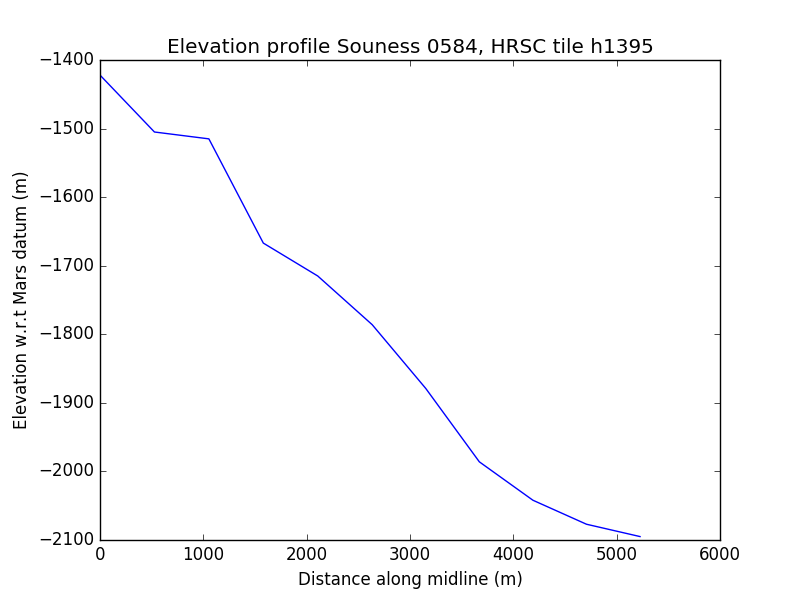 Elevation profile Souness 0584, HRSC tile h1395
−1400
−1500
−1600
−1700
−1800
−1900
−2000
−2100
Elevation w.r.t Mars datum (m)
0 1000 2000 3000 4000 5000 6000
Distance along midline (m)